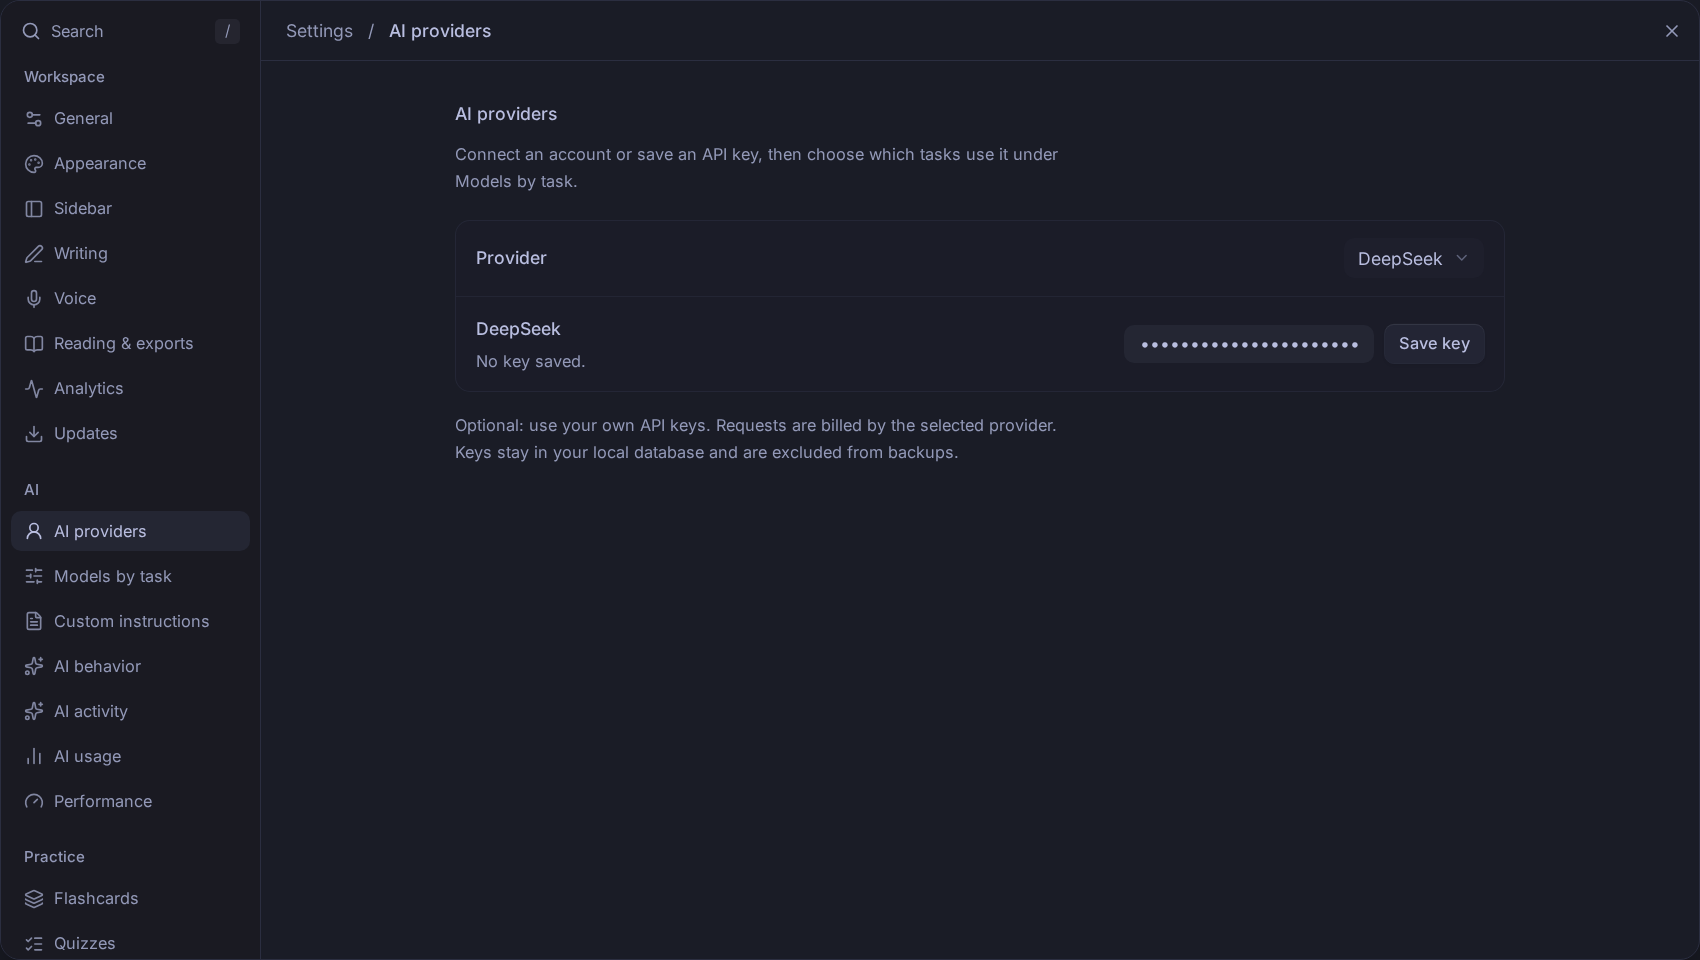 Search /
Workspace
General
Appearance
Sidebar
Writing
Voice
Reading & exports
Analytics
Updates
AI
AI providers
Models by task
Custom instructions
AI behavior
AI activity
AI usage
Performance
Practice
Flashcards
Quizzes
Settings / AI providers
AI providers
Connect an account or save an API key, then choose which tasks use it under
Models by task.
Provider DeepSeek
DeepSeek
No key saved.
•••••••••••••••••••••• Save key
Optional: use your own API keys. Requests are billed by the selected provider.
Keys stay in your local database and are excluded from backups.